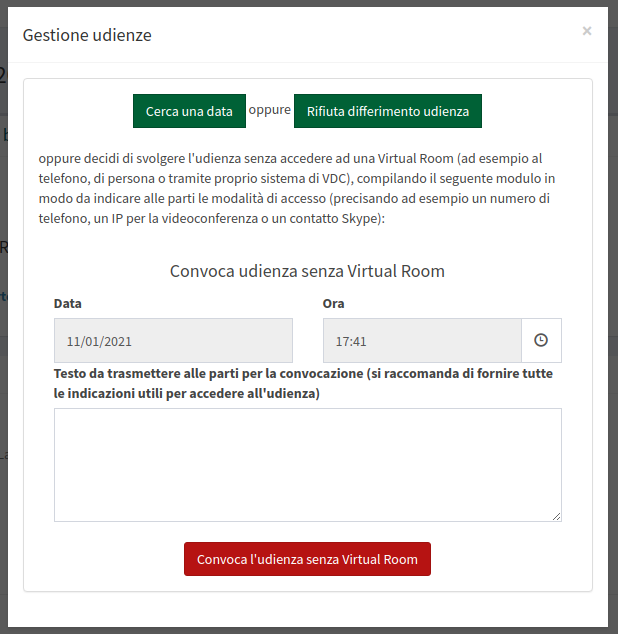 Gestione udienze ×
Cerca una data oppure Rifiuta differimento udienza
oppure decidi di svolgere l'udienza senza accedere ad una Virtual Room (ad esempio al
telefono, di persona o tramite proprio sistema di VDC), compilando il seguente modulo in
modo da indicare alle parti le modalità di accesso (precisando ad esempio un numero di
telefono, un IP per la videoconferenza o un contatto Skype):
Convoca udienza senza Virtual Room
Data Ora
11/01/2021 17:41
Testo da trasmettere alle parti per la convocazione (si raccomanda di fornire tutte
le indicazioni utili per accedere all'udienza)
Convoca l'udienza senza Virtual Room